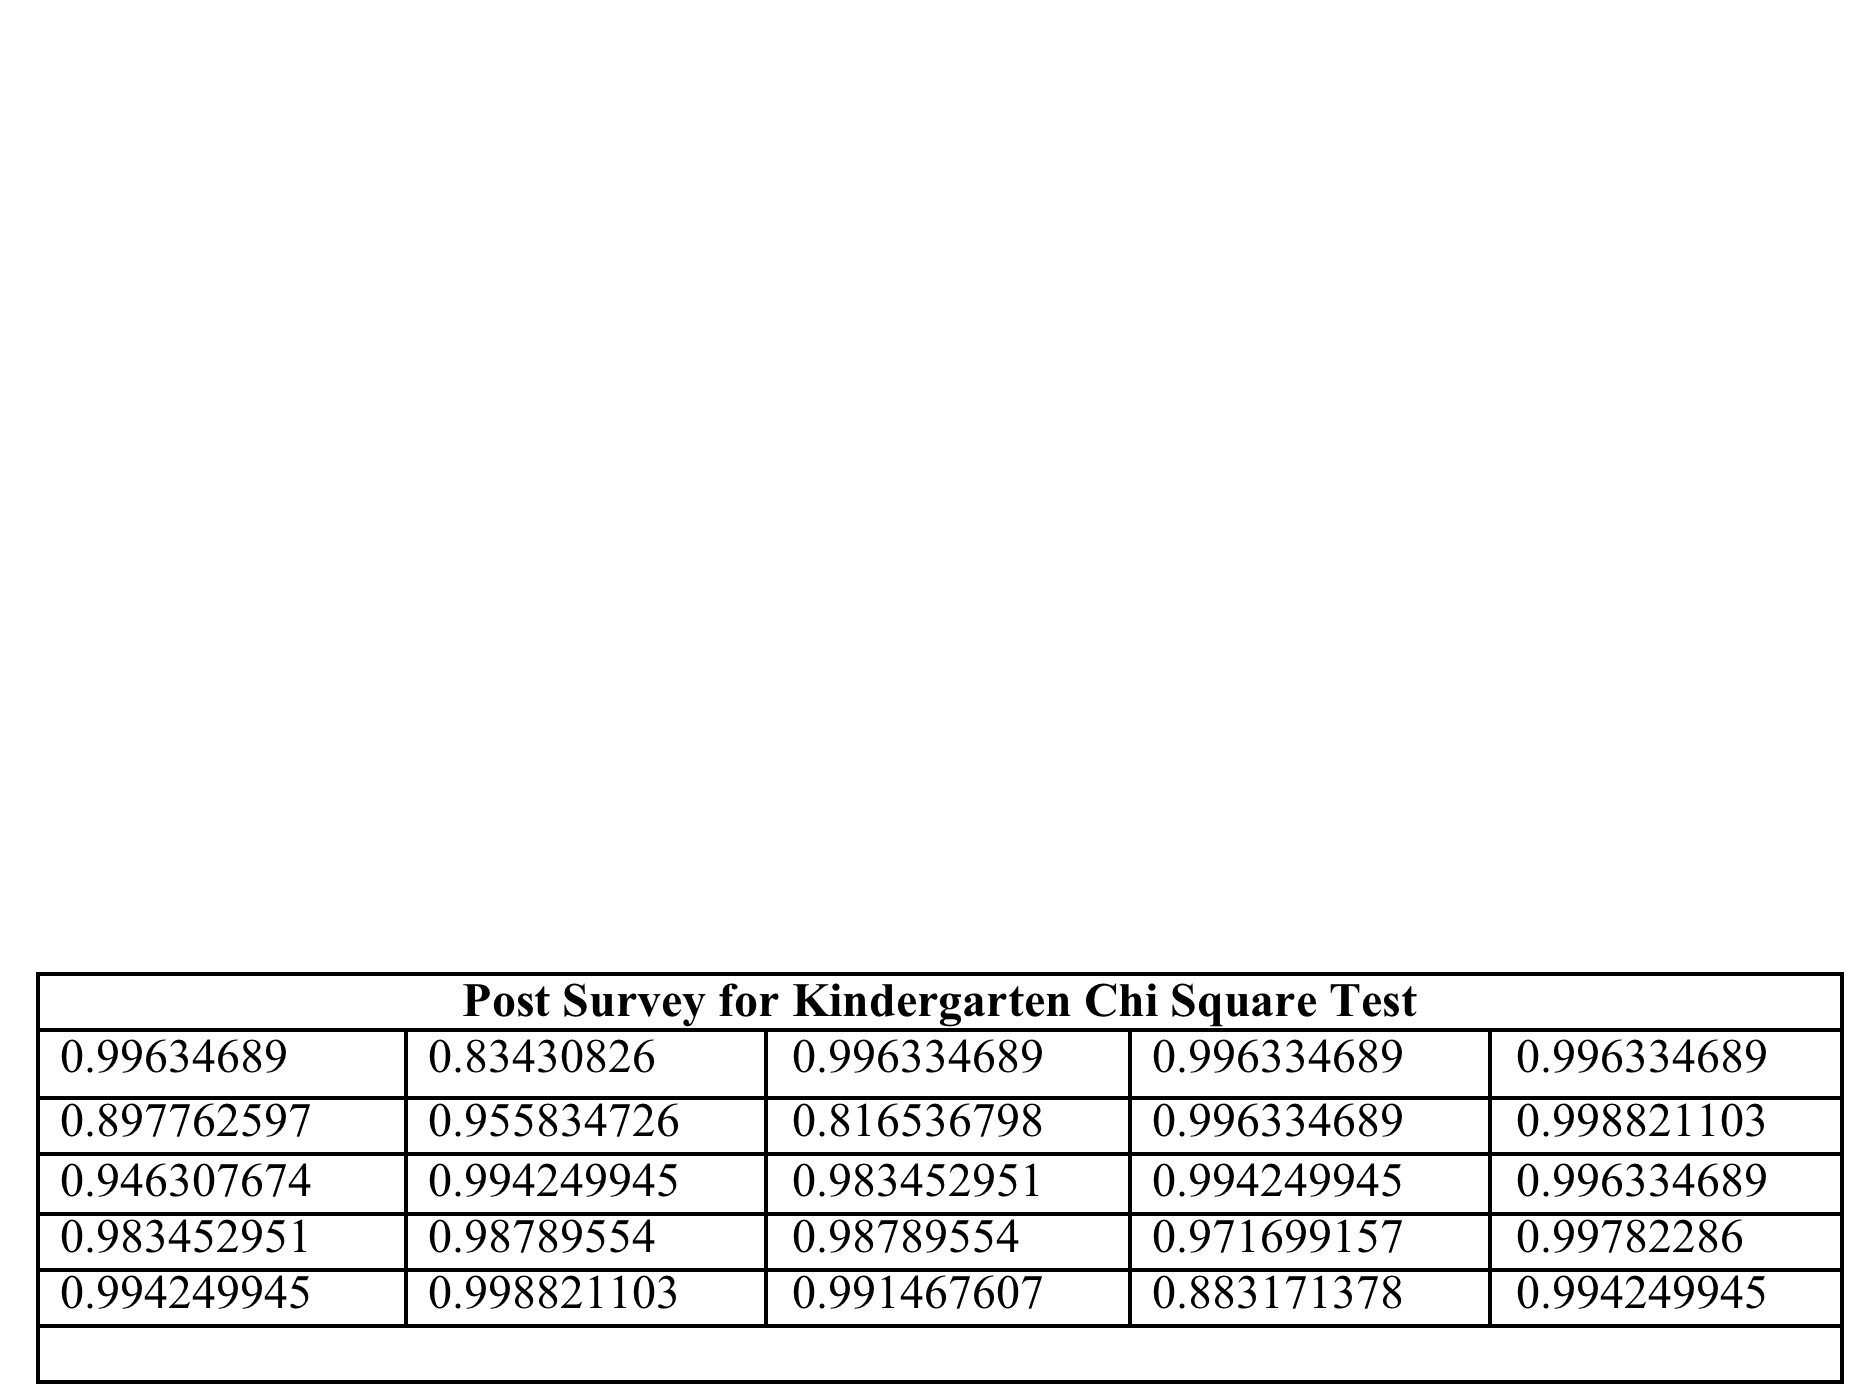 Post Survey for Kindergarten Chi Square Test
0.99634689 0.83430826 0.996334689 0.996334689 0.996334689
0.897762597 0.955834726 0.816536798 0.996334689 0.998821103
0.946307674 0.994249945 0.983452951 0.994249945 0.996334689
0.983452951 0.98789554 0.98789554 0.971699157 0.99782286
0.994249945 0.998821103 0.991467607 0.883171378 0.994249945